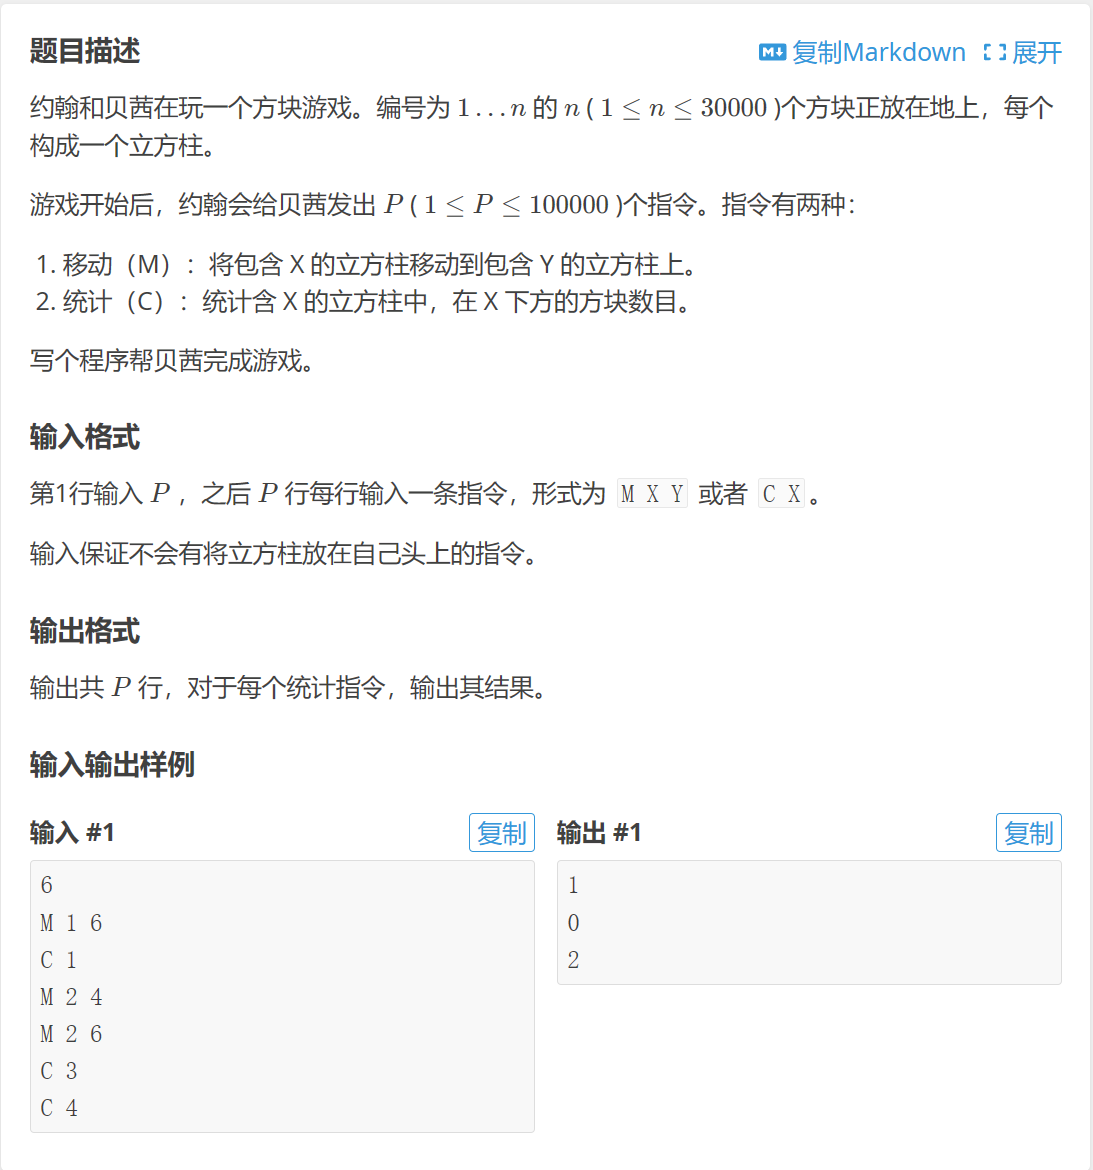 题目描述
复制Markdown 展开
约翰和贝茜在玩一个方块游戏。编号为 1…n 的 n ( 1 ≤ n ≤ 30000 )个方块正放在地上，每个
构成一个立方柱。
游戏开始后，约翰会给贝茜发出 P ( 1 ≤ P ≤ 100000 )个指令。指令有两种：
1. 移动（M）：将包含 X 的立方柱移动到包含 Y 的立方柱上。
2. 统计（C）：统计含 X 的立方柱中，在 X 下方的方块数目。
写个程序帮贝茜完成游戏。
输入格式
第1行输入 P ，之后 P 行每行输入一条指令，形式为 M X Y 或者 C X 。
输入保证不会有将立方柱放在自己头上的指令。
输出格式
输出共 P 行，对于每个统计指令，输出其结果。
输入输出样例
输入 #1
复制
6
M 1 6
C 1
M 2 4
M 2 6
C 3
C 4
输出 #1
复制
1
0
2